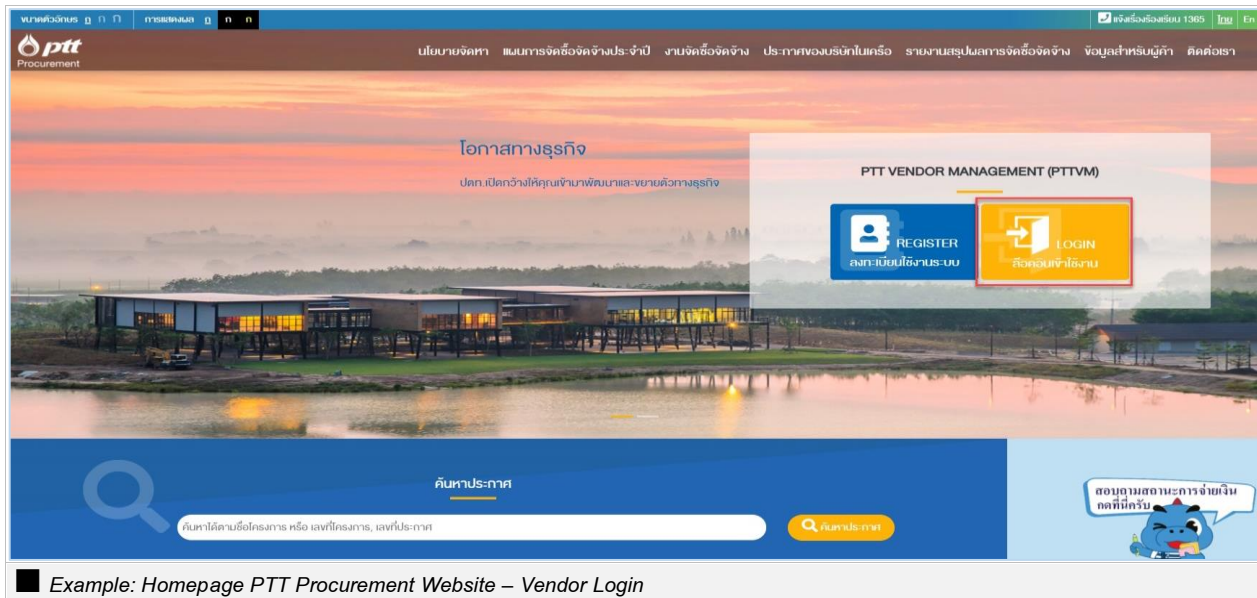 ขนาดตัวอักษร ก ก ก การแสดงผล ก ก ก แจ้งเรื่องร้องเรียน 1365 ไทย En
ptt
Procurement
นโยบายจัดหา แผนการจัดซื้อจัดจ้างประจำปี งานจัดซื้อจัดจ้าง ประกาศของบริษัทในเครือ รายงานสรุปผลการจัดซื้อจัดจ้าง ข้อมูลสำหรับผู้ค้า ติดต่อเรา
โอกาสทางธุรกิจ
ปตท.เปิดกว้างให้คุณเข้ามาพัฒนาและขยายตัวทางธุรกิจ
PTT VENDOR MANAGEMENT (PTTVM)
REGISTER
ลงทะเบียนใช้งานระบบ
LOGIN
ล็อคอินเข้าใช้งาน
ค้นหาประกาศ
ค้นหาได้ตามชื่อโครงการ หรือ เลขที่โครงการ, เลขที่ประกาศ
ค้นหาประกาศ
สอบถามสถานะการจ่ายเงิน
กดที่นี่ครับ
Example: Homepage PTT Procurement Website – Vendor Login